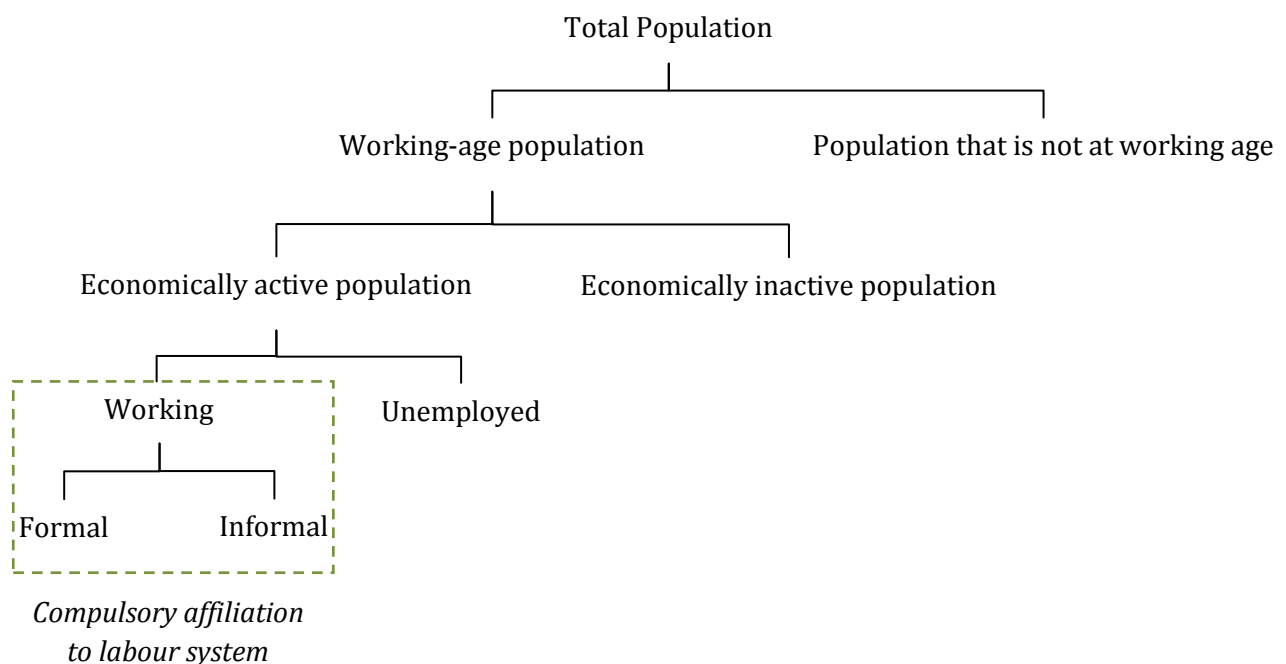 Total Population
Working-age population
Population that is not at working age
Economically active population
Economically inactive population
Working
Unemployed
Formal
Informal
Compulsory affiliation
to labour system